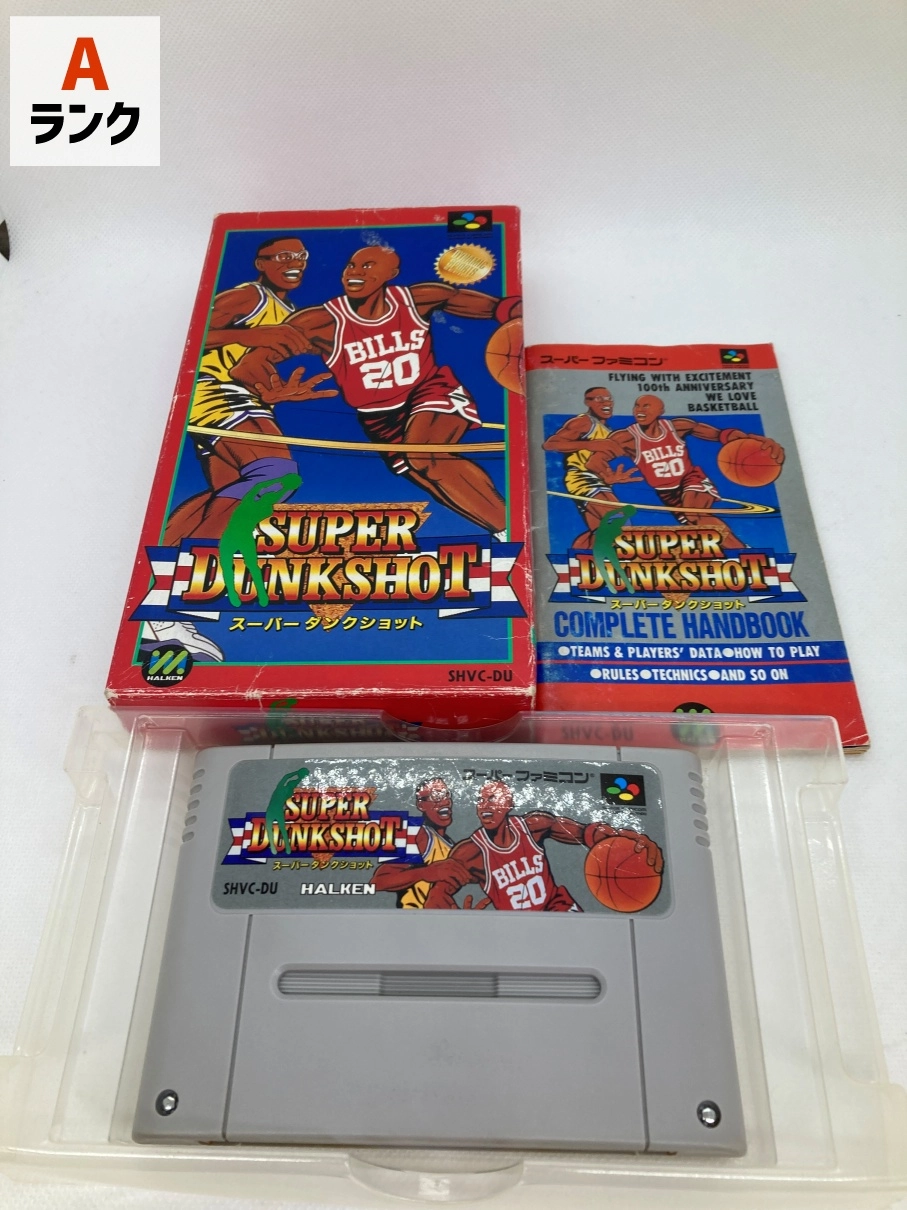 A
ランク
BILLS
20
SUPER
DUNKSHOT
スーパーダンクショット
HALKEN
SHVC-DU
スーパーファミコン
FLYING WITH EXCITEMENT
100th ANNIVERSARY
WE LOVE
BASKETBALL
BILLS
20
SUPER
DUNKSHOT
スーパーダンクショット
COMPLETE HANDBOOK
●TEAMS & PLAYERS' DATA●HOW TO PLAY
●RULES●TECHNICS●AND SO ON
SHVC-DU
スーパーファミコン
SUPER
DUNKSHOT
スーパーダンクショット
SHVC-DU HALKEN
BILLS
20